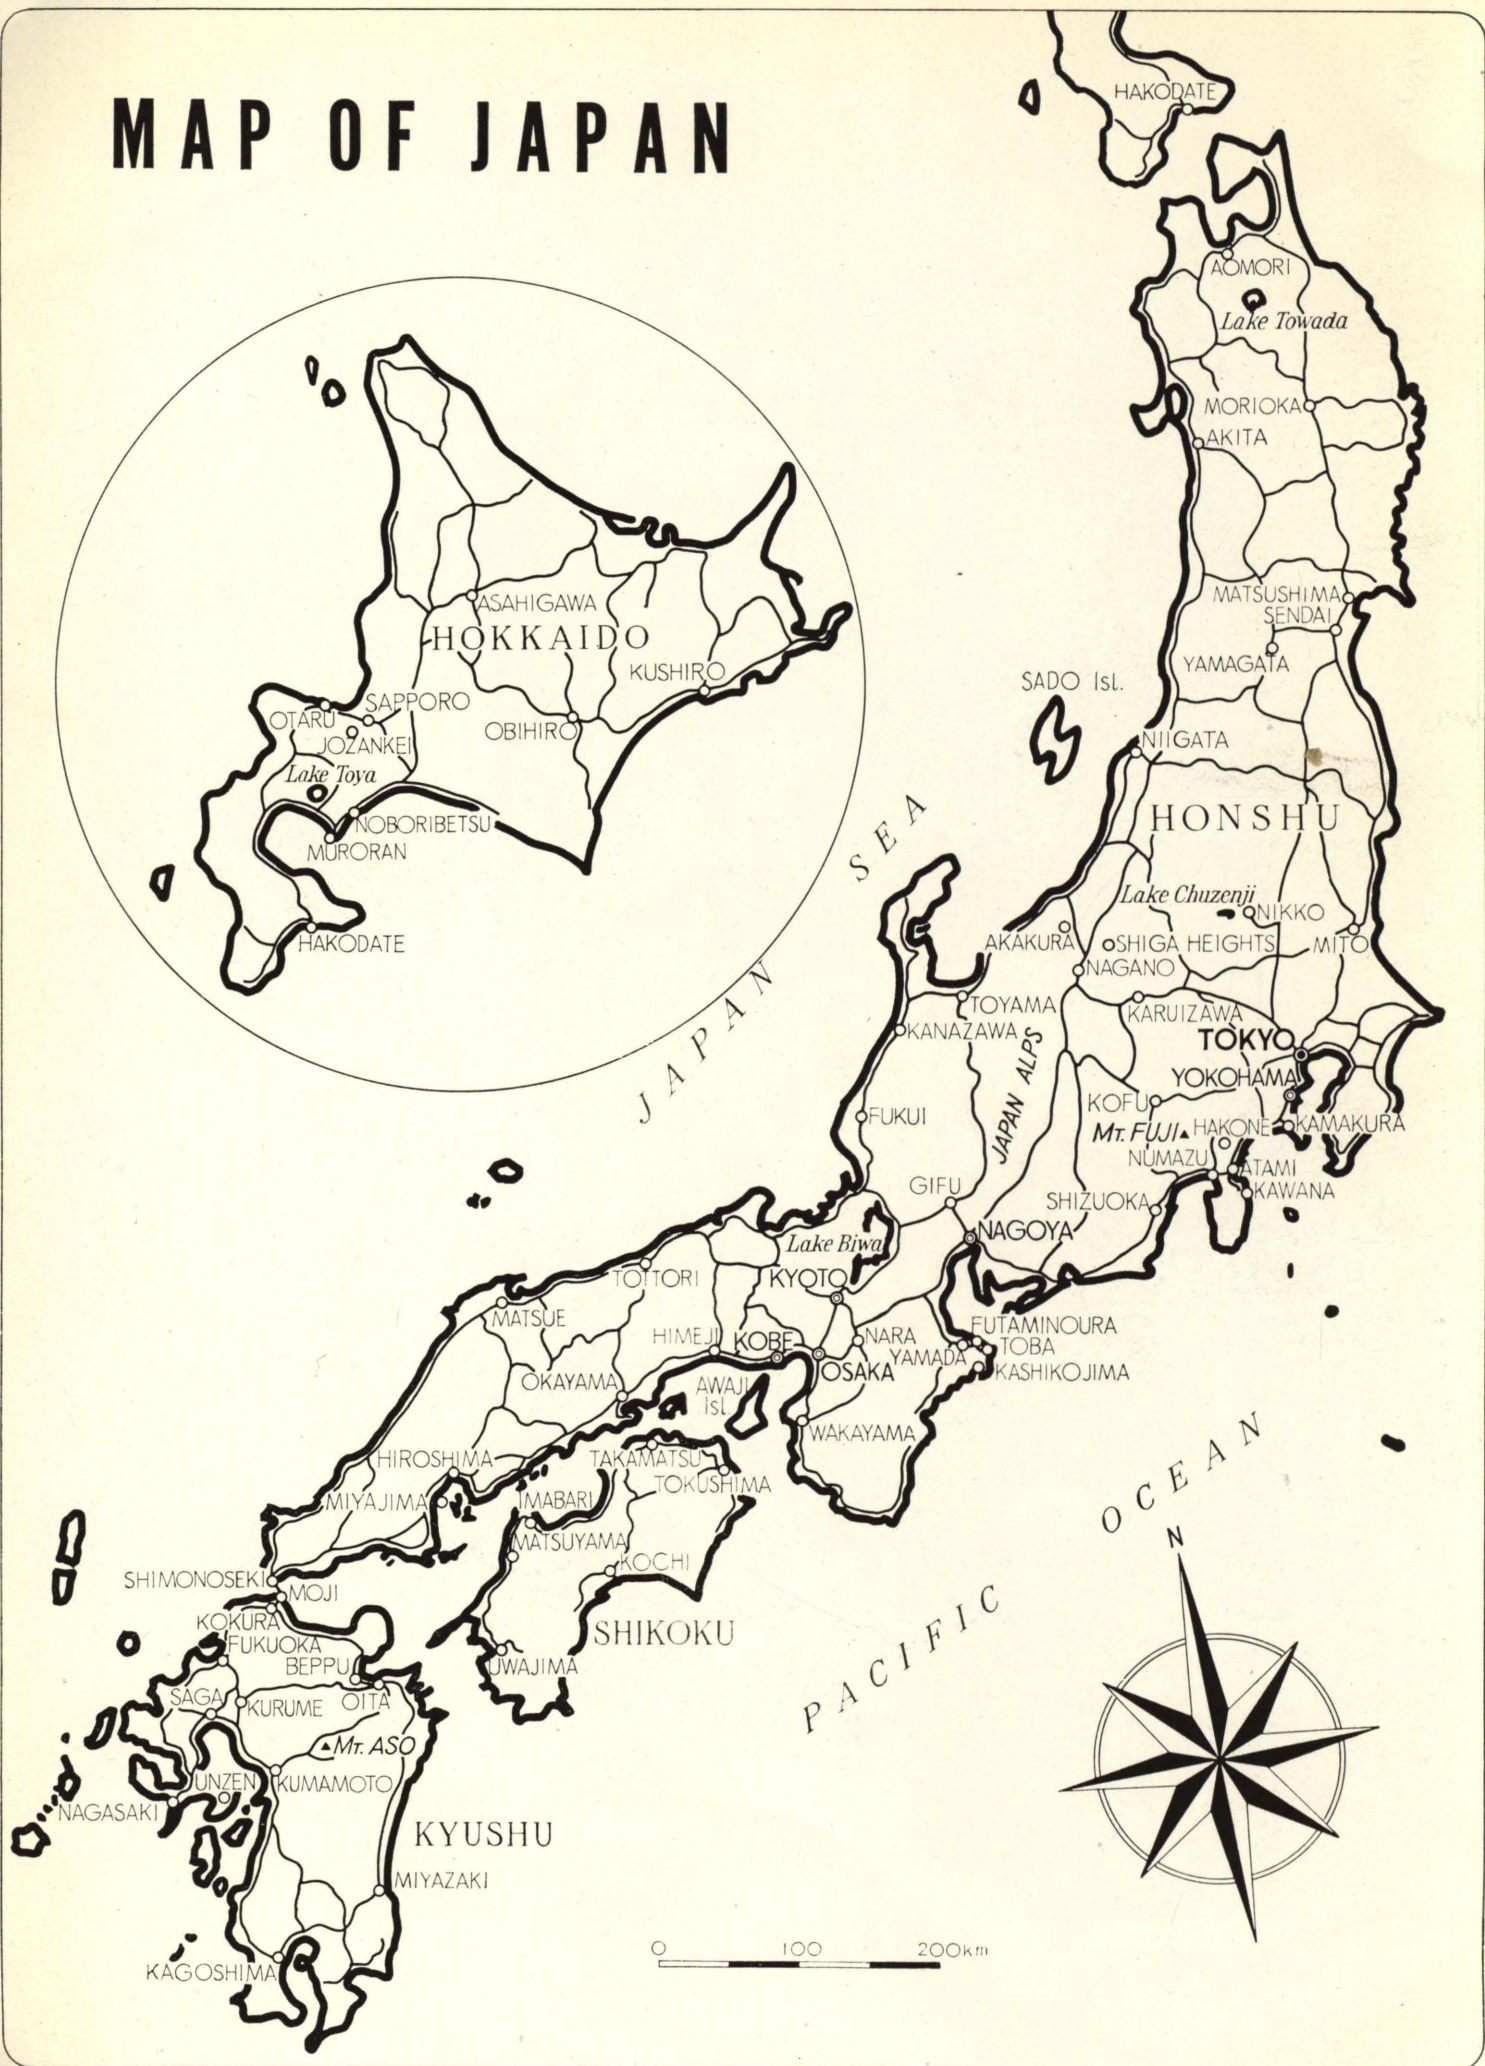 MAP OF JAPAN
HAKODATE
AOMORI
Lake Towada
MORIOKA
AKITA
MATSUSHIMA
SENDAI
YAMAGATA
SADO Isl.
NIIGATA
HONSHU
Lake Chuzenji
NIKKO
AKAKURA
SHIGA HEIGHTS
MITO
NAGANO
TOYAMA
KARUIZAWA
KANAZAWA
TOKYO
JAPAN ALPS
YOKOHAMA
KOFU
FUKUI
MT. FUJI
HAKONE
KAMAKURA
NUMAZU
ATAMI
GIFU
SHIZUOKA
KAWANA
NAGOYA
Lake Biwa
KYOTO
TOTTORI
MATSUE
HIMEJI
KOBE
NARA
FUTAMINOURA
YAMADA
TOBA
OSAKA
KASHIKOJIMA
OKAYAMA
AWAJI
Isl.
WAKAYAMA
HIROSHIMA
TAKAMATSU
TOKUSHIMA
MIYAJIMA
IMABARI
MATSUYAMA
KOCHI
SHIMONOSEKI
MOJI
KOKURA
SHIKOKU
FUKUOKA
BEPPU
UWAJIMA
SAGA
KURUME
OITA
MT. ASO
UNZEN
KUMAMOTO
NAGASAKI
KYUSHU
MIYAZAKI
KAGOSHIMA
ASAHIGAWA
HOKKAIDO
KUSHIRO
SAPPORO
OTARU
OBIHIRO
JOZANKEI
Lake Toya
NOBORIBETSU
MURORAN
HAKODATE
JAPAN SEA
PACIFIC OCEAN
N
0 100 200km